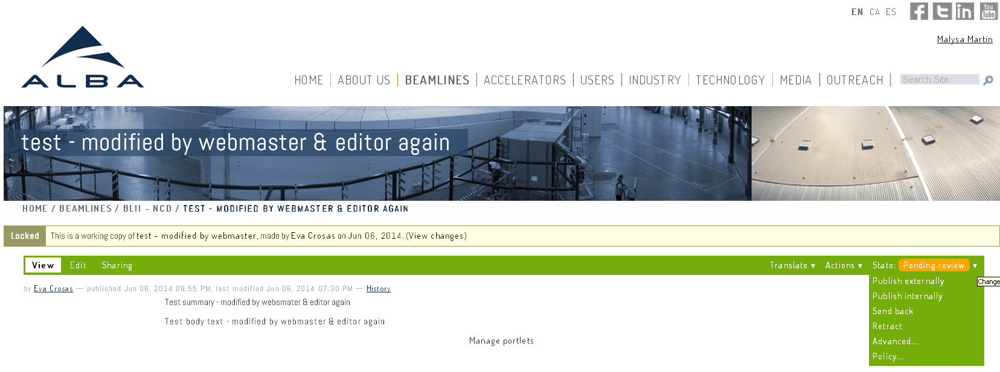 EN CA ES
You Tube
Malysa Martin
ALBA
HOME ABOUT US BEAMLINES ACCELERATORS USERS INDUSTRY TECHNOLOGY MEDIA OUTREACH Search Site
test - modified by webmaster & editor again
HOME / BEAMLINES / BL11 - NCD / TEST - MODIFIED BY WEBMASTER & EDITOR AGAIN
Locked This is a working copy of test - modified by webmaster, made by Eva Crosas on Jun 06, 2014. (View changes)
View Edit Sharing Translate ▼ Actions ▼ State: Pending review ▼
Publish externally
Change
Publish internally
Send back
Retract
Advanced...
Policy...
by Eva Crosas — published Jun 06, 2014 06:55 PM, last modified Jun 06, 2014 07:30 PM — History
Test summary - modified by websmater & editor again
Test body text - modified by webmaster & editor again
Manage portlets